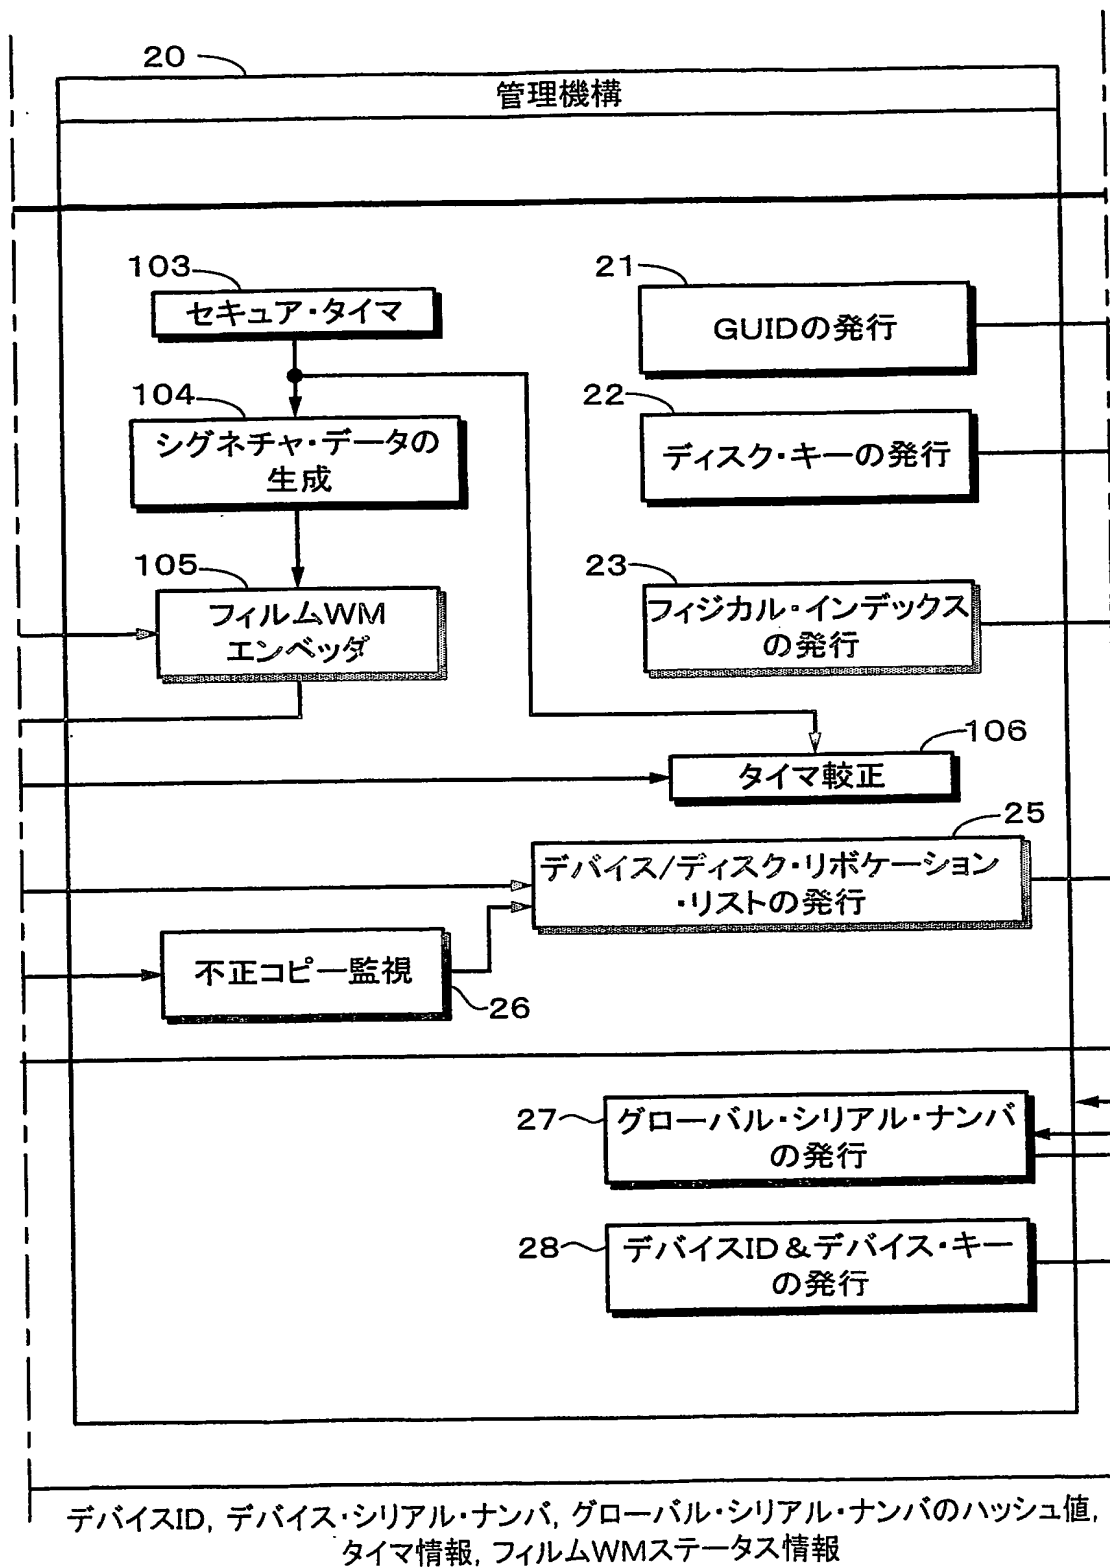 20
管理機構
103
セキュア・タイマ
21
GUIDの発行
104
シグネチャ・データの
生成
22
ディスク・キーの発行
105
フィルムWM
エンベッダ
23
フィジカル・インデックス
の発行
106
タイマ較正
25
デバイス/ディスク・リボケーション
・リストの発行
不正コピー監視
26
27
グローバル・シリアル・ナンバ
の発行
28
デバイスID&デバイス・キー
の発行
デバイスID, デバイス・シリアル・ナンバ, グローバル・シリアル・ナンバのハッシュ値,
タイマ情報, フィルムWMステータス情報